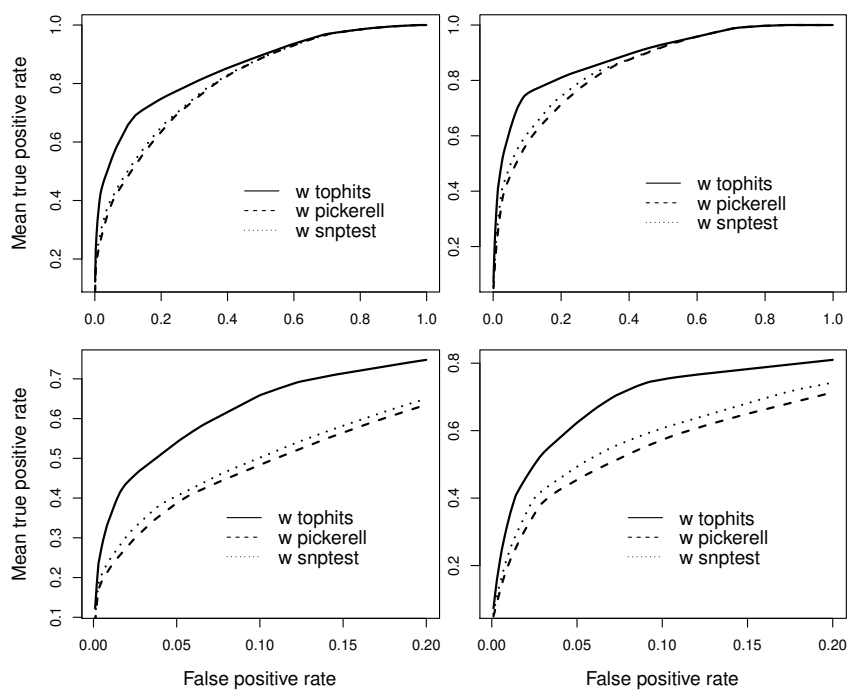 Mean true positive rate
1.0
0.8
0.6
0.4
0.2
w tophits
w pickerell
w snptest
0.0 0.2 0.4 0.6 0.8 1.0
1.0
0.8
0.6
0.4
0.2
w tophits
w pickerell
w snptest
0.0 0.2 0.4 0.6 0.8 1.0
Mean true positive rate
0.7
0.6
0.5
0.4
0.3
0.2
0.1
w tophits
w pickerell
w snptest
0.00 0.05 0.10 0.15 0.20
False positive rate
0.8
0.6
0.4
0.2
w tophits
w pickerell
w snptest
0.00 0.05 0.10 0.15 0.20
False positive rate